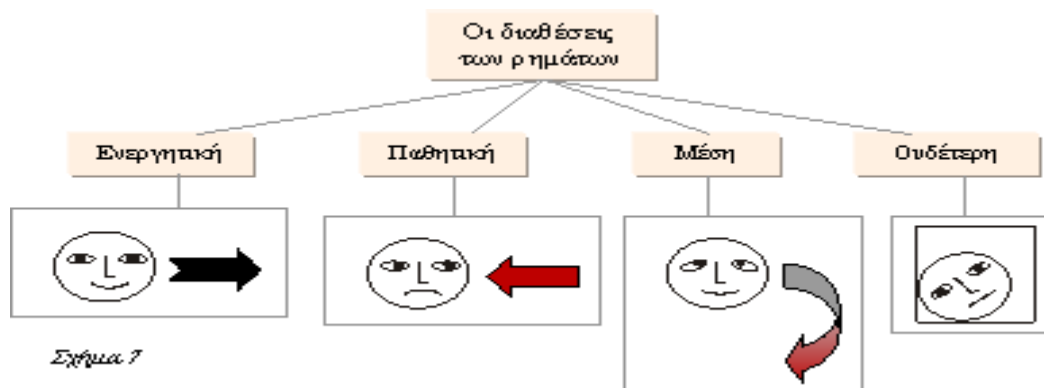 Οι διαθέσεις
των ρημάτων
Ενεργητική
Παθητική
Μέση
Ουδέτερη
Σχήμα 7